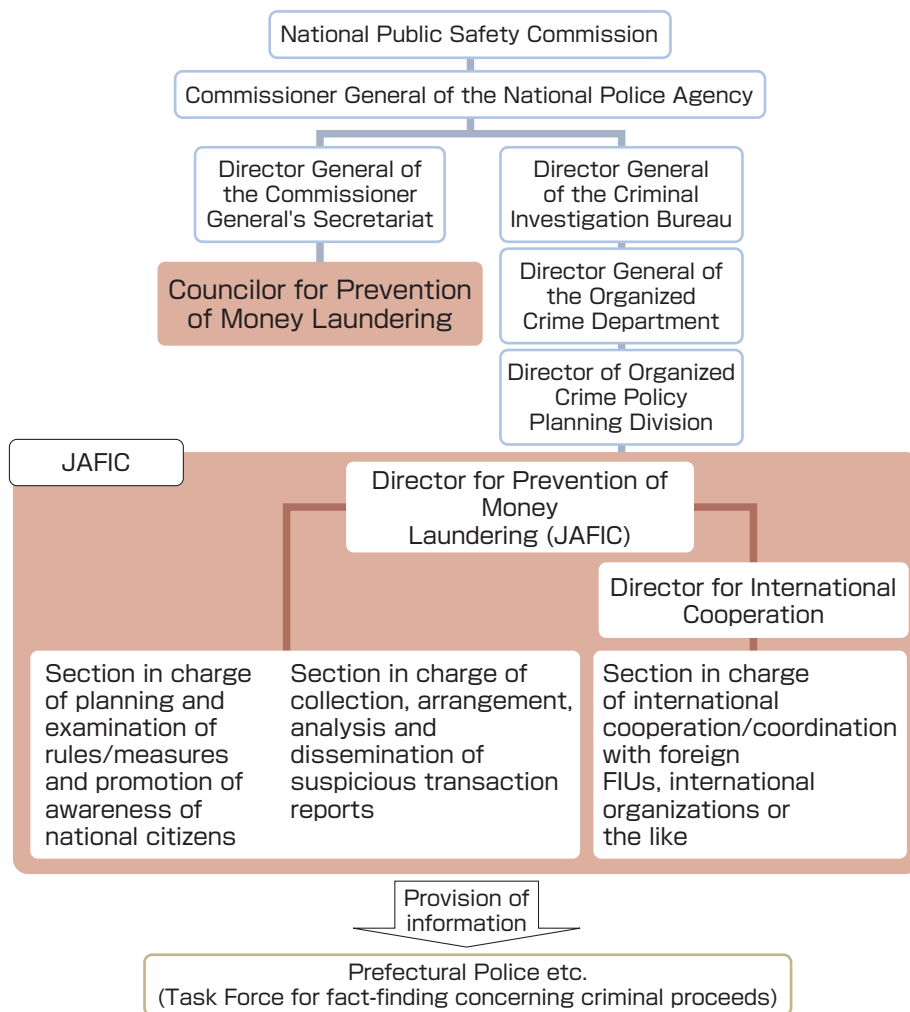 National Public Safety Commission
Commissioner General of the National Police Agency
Director General of
the Commissioner
General's Secretariat
Director General
of the Criminal
Investigation Bureau
Councilor for Prevention
of Money Laundering
Director General of
the Organized
Crime Department
Director of Organized
Crime Policy
Planning Division
JAFIC
Director for Prevention of
Money
Laundering (JAFIC)
Director for International
Cooperation
Section in charge
of planning and
examination of
rules/measures
and promotion of
awareness of
national citizens
Section in charge of
collection, arrangement,
analysis and
dissemination of
suspicious transaction
reports
Section in charge
of international
cooperation/coordination
with foreign
FIUs, international
organizations or
the like
Provision of
information
Prefectural Police etc.
(Task Force for fact-finding concerning criminal proceeds)